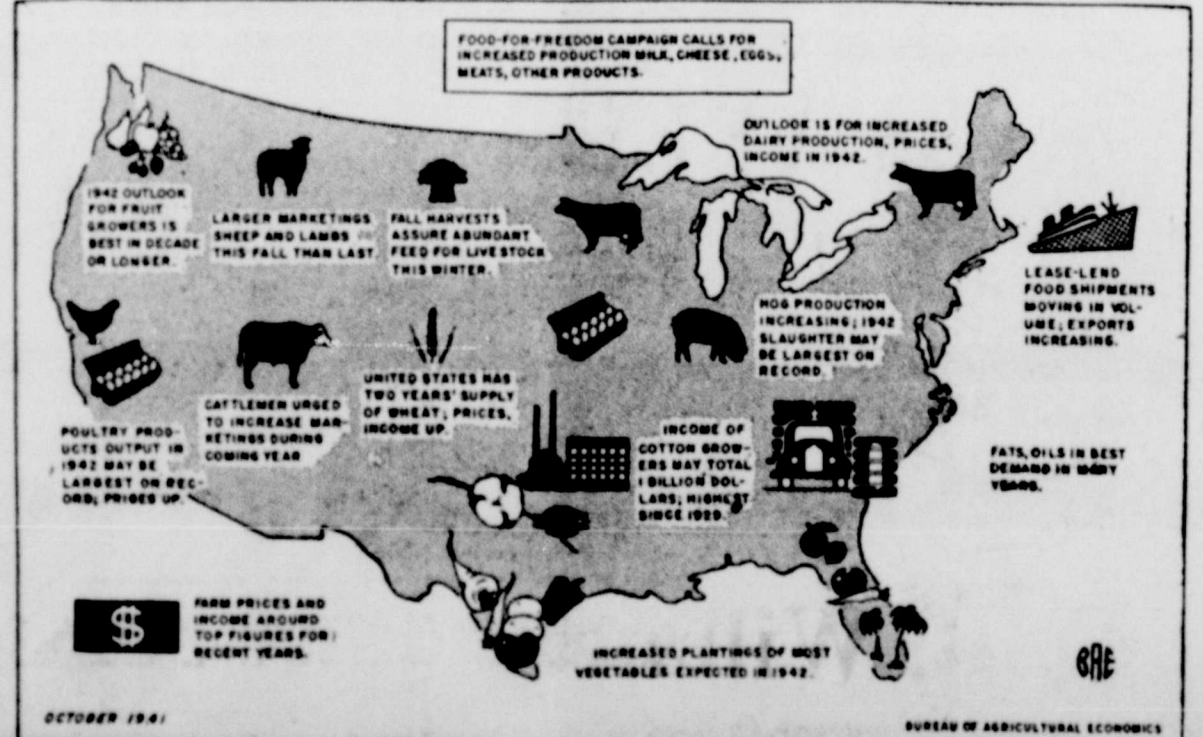 FOOD-FOR-FREEDOM CAMPAIGN CALLS FOR
INCREASED PRODUCTION MILK, CHEESE, EGGS,
MEATS, OTHER PRODUCTS.
OUTLOOK IS FOR INCREASED
DAIRY PRODUCTION, PRICES,
INCOME IN 1942.
1942 OUTLOOK
FOR FRUIT
GROWERS IS
BEST IN DECADE
OR LONGER.
LARGER MARKETINGS
SHEEP AND LAMBS
THIS FALL THAN LAST.
FALL HARVESTS
ASSURE ABUNDANT
FEED FOR LIVESTOCK
THIS WINTER.
LEASE-LEND
FOOD SHIPMENTS
MOVING IN VOL-
UME; EXPORTS
INCREASING.
HOG PRODUCTION
INCREASING; 1942
SLAUGHTER MAY
BE LARGEST ON
RECORD.
UNITED STATES HAS
TWO YEARS' SUPPLY
OF WHEAT; PRICES,
INCOME UP.
CATTLEMEN URGED
TO INCREASE MAR-
KETINGS DURING
COMING YEAR
POULTRY PROD-
UCTS OUTPUT IN
1942 MAY BE
LARGEST ON REC-
ORD; PRICES UP.
INCOME OF
COTTON GROW-
ERS MAY TOTAL
1 BILLION DOL-
LARS; HIGHEST
SINCE 1929.
FATS, OILS IN BEST
DEMAND IN MANY
YEARS.
$
FARM PRICES AND
INCOME AROUND
TOP FIGURES FOR
RECENT YEARS.
INCREASED PLANTINGS OF MOST
VEGETABLES EXPECTED IN 1942.
BAE
OCTOBER 1941
BUREAU OF AGRICULTURAL ECONOMICS